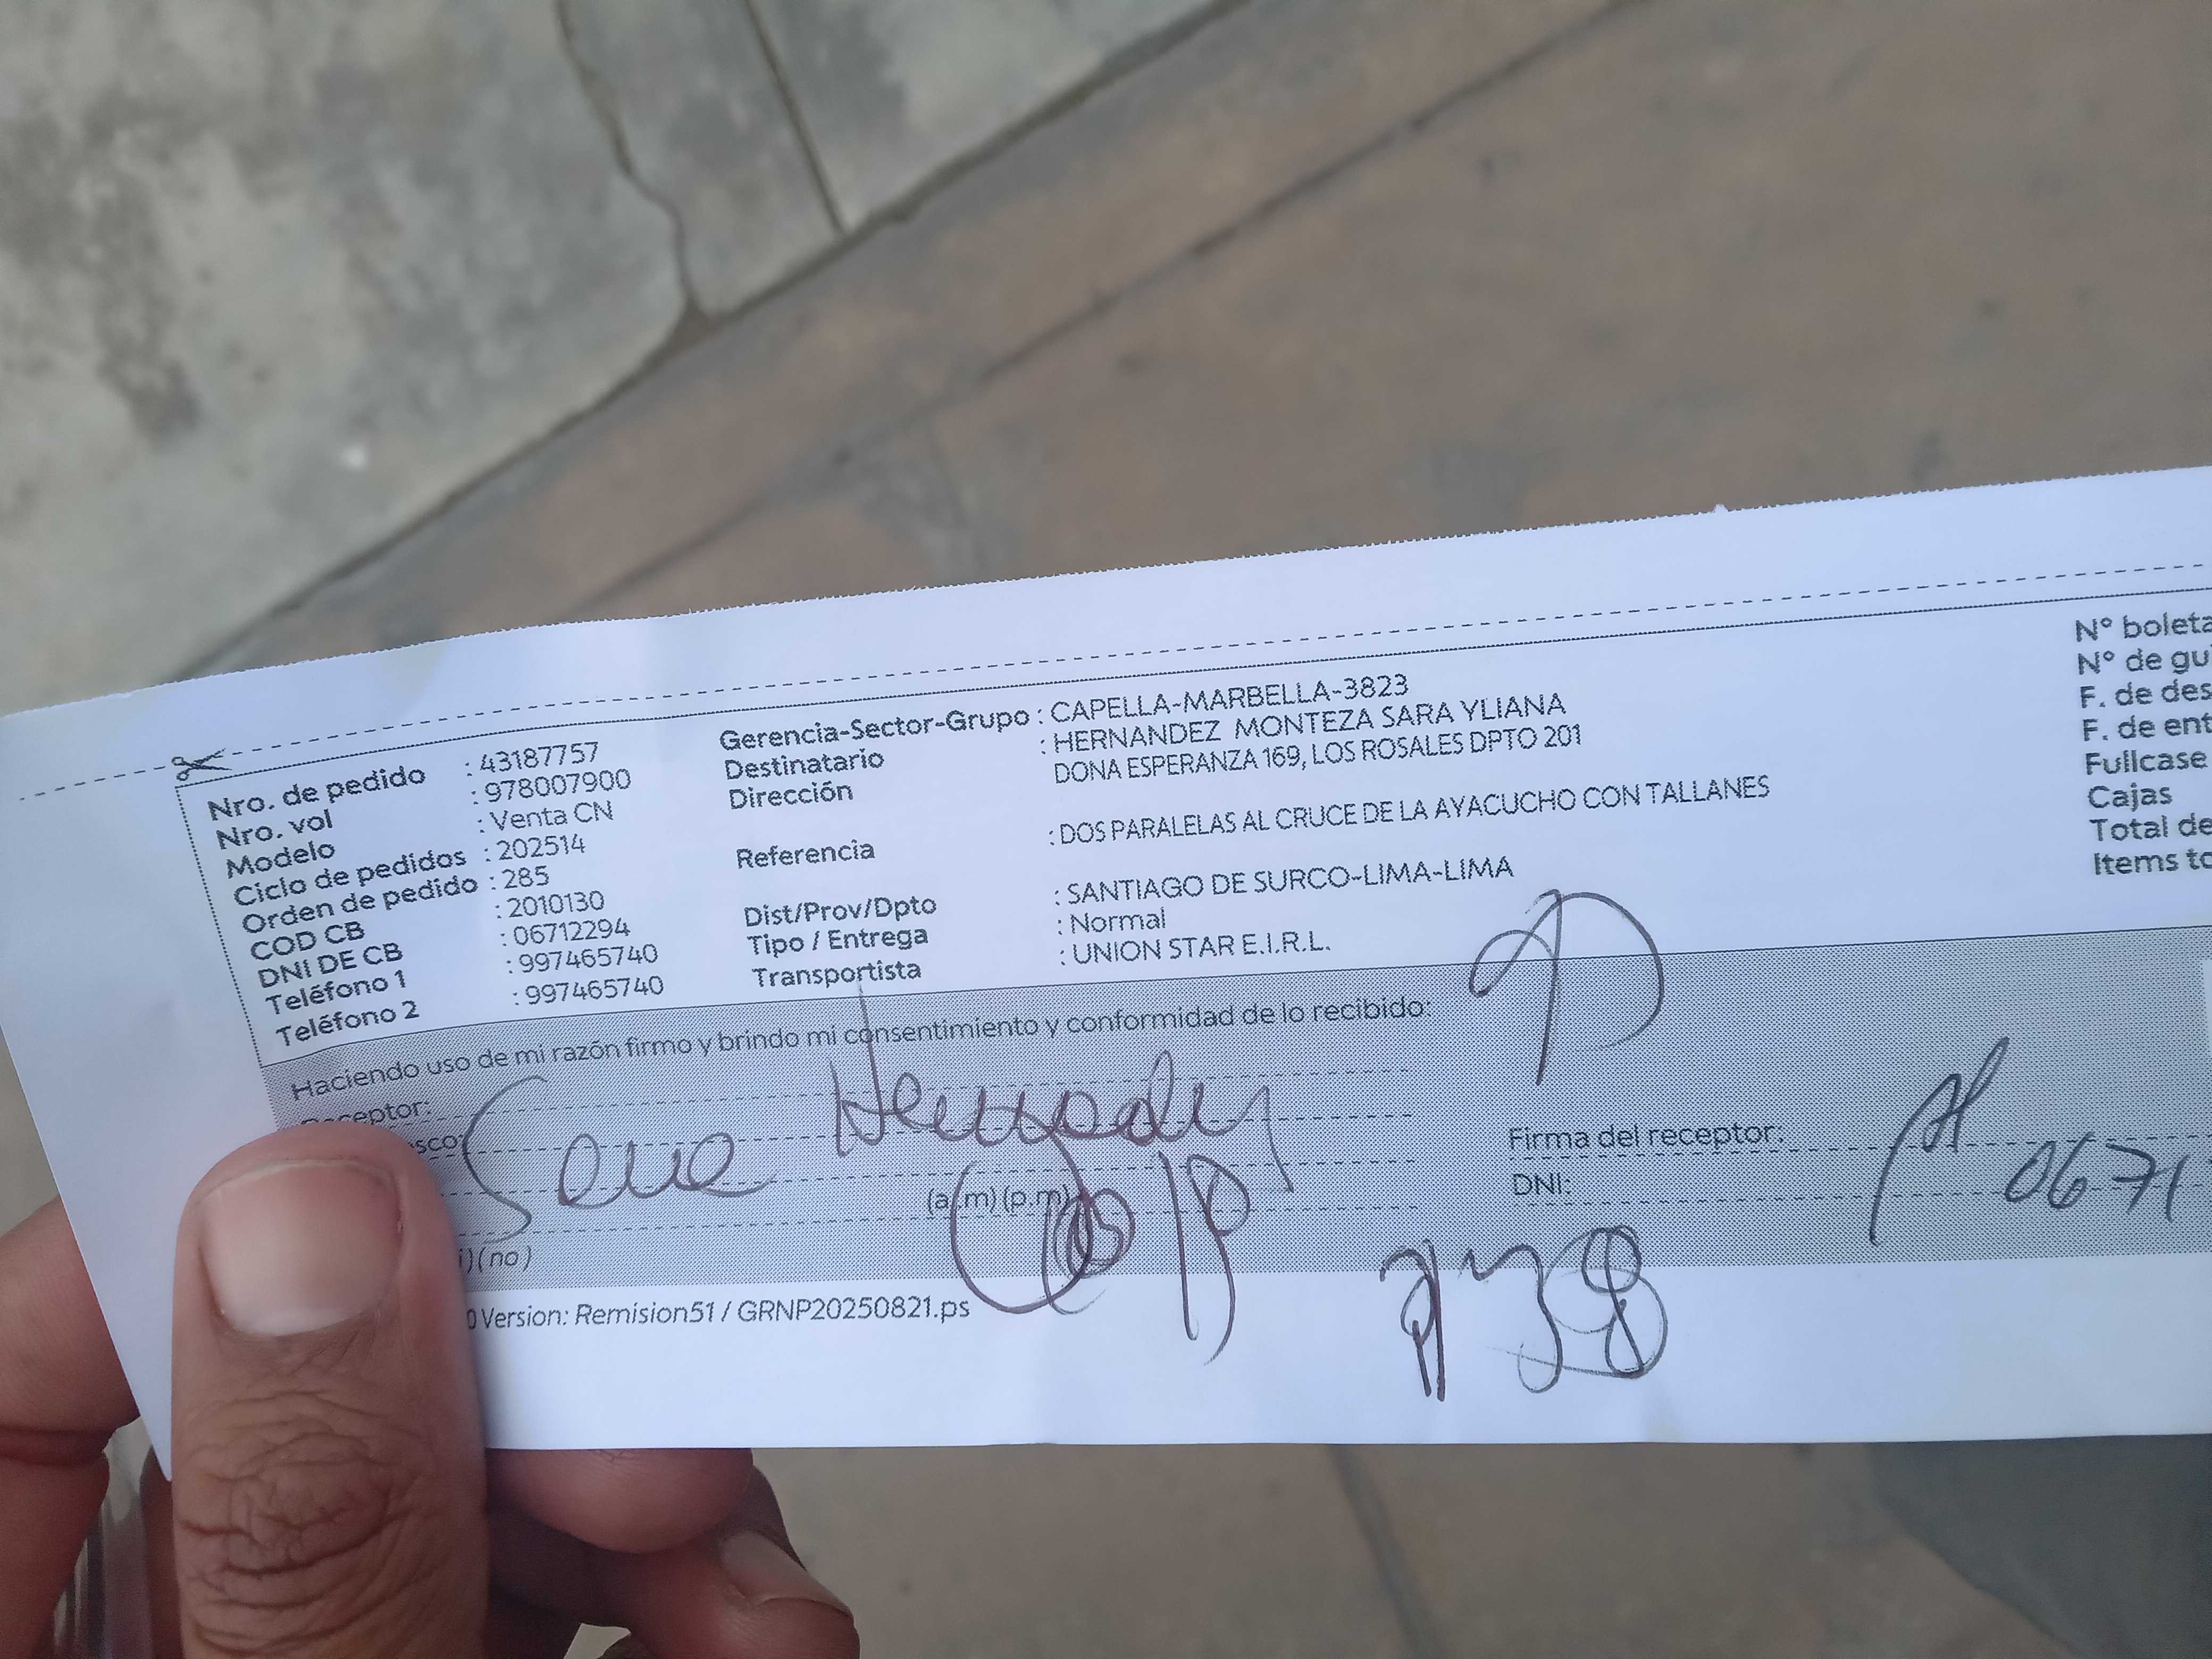 Nro. de pedido : 43187757
Nro. vol : 978007900
Modelo : Venta CN
Ciclo de pedidos : 202514
Orden de pedido : 285
COD CB : 2010130
DNI DE CB : 06712294
Teléfono 1 : 997465740
Teléfono 2 : 997465740
Gerencia-Sector-Grupo : CAPELLA-MARBELLA-3823
Destinatario : HERNANDEZ MONTEZA SARA YLIANA
Dirección DONA ESPERANZA 169, LOS ROSALES DPTO 201
Referencia : DOS PARALELAS AL CRUCE DE LA AYACUCHO CON TALLANES
Dist/Prov/Dpto : SANTIAGO DE SURCO-LIMA-LIMA
Tipo / Entrega : Normal
Transportista : UNION STAR E.I.R.L.
N° boleta
N° de gu
F. de des
F. de ent
Fullcase
Cajas
Total de
Items to
Haciendo uso de mi razón firmo y brindo mi consentimiento y conformidad de lo recibido:
Receptor:
sco:
(a.m) (p.m)
i) (no)
Firma del receptor:
DNI: 0671
0 Version: Remision51 / GRNP20250821.ps